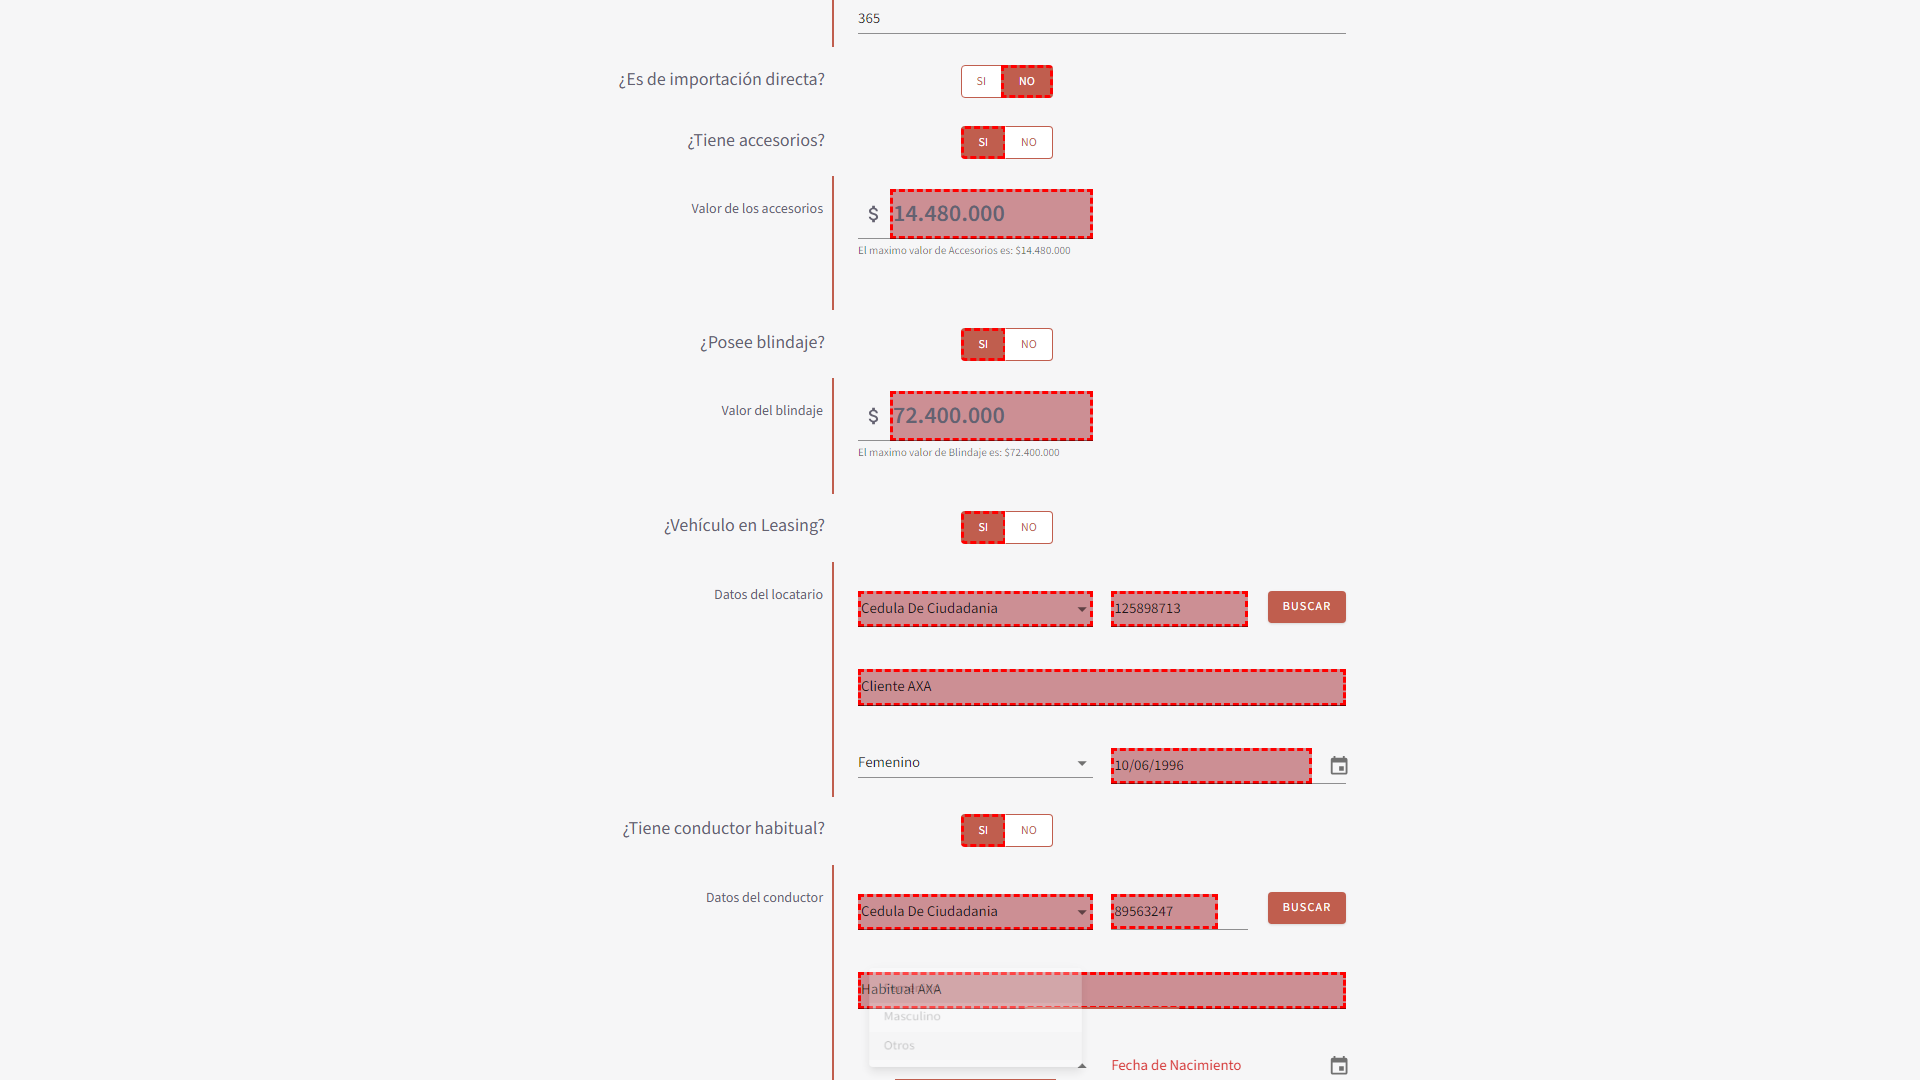 365
¿Es de importación directa?
SI NO
¿Tiene accesorios?
SI NO
Valor de los accesorios
$ 14.480.000
El maximo valor de Accesorios es: $14.480.000
¿Posee blindaje?
SI NO
Valor del blindaje
$ 72.400.000
El maximo valor de Blindaje es: $72.400.000
¿Vehículo en Leasing?
SI NO
Datos del locatario
Cedula De Ciudadania 125898713 BUSCAR
Cliente AXA
Femenino 10/06/1996
¿Tiene conductor habitual?
SI NO
Datos del conductor
Cedula De Ciudadania 89563247 BUSCAR
Habitual AXA
Masculino
Otros
Fecha de Nacimiento